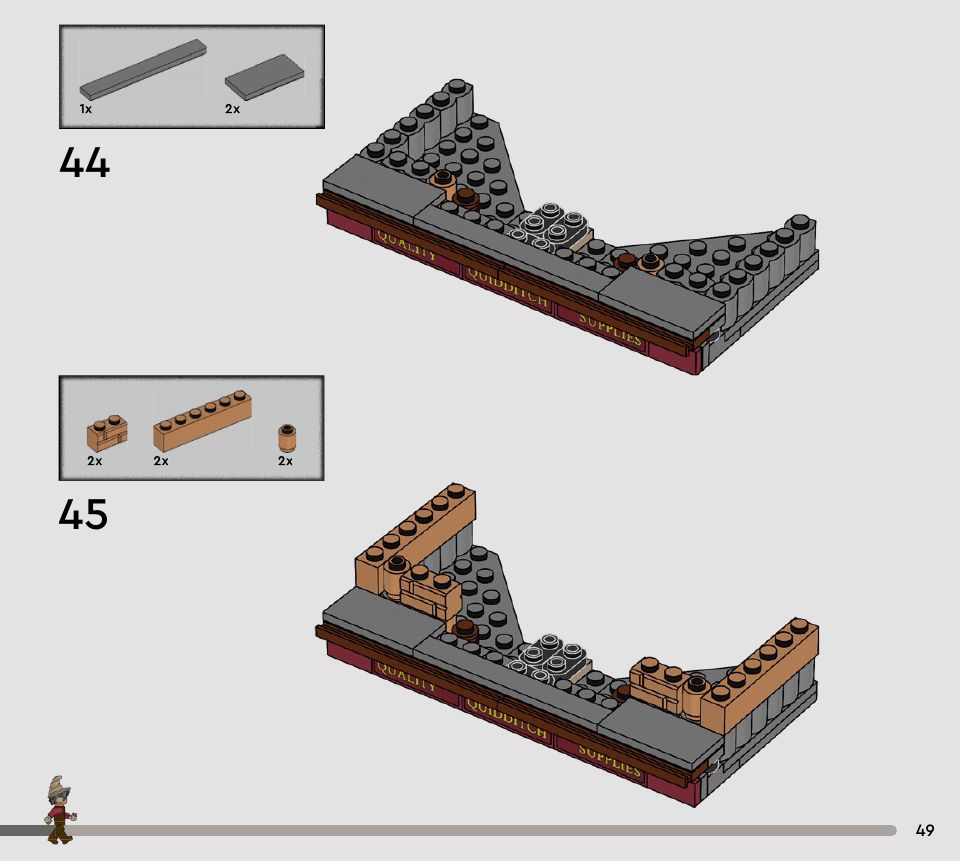 1x 2x
44
QUALITY
QUIDDITCH
SUPPLIES
2x 2x 2x
45
QUALITY
QUIDDITCH
SUPPLIES
49